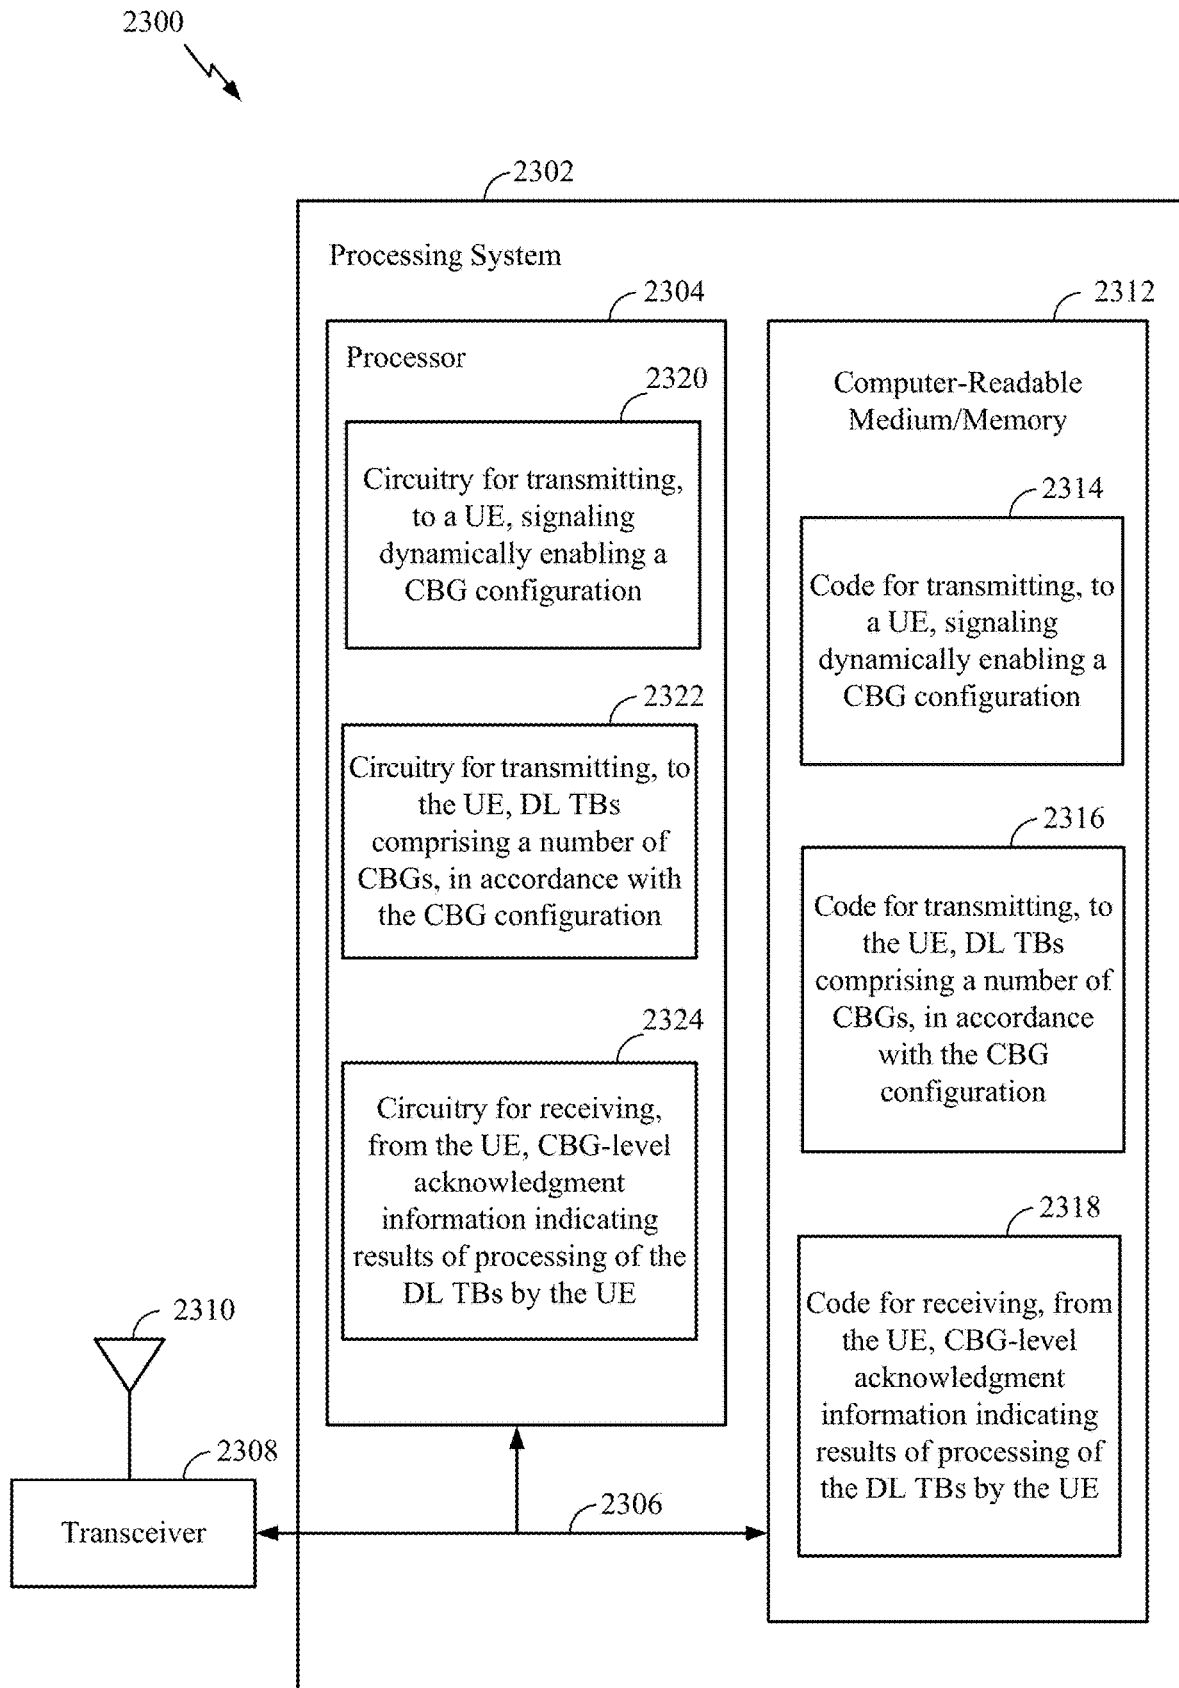 2300
2302
Processing System
2304
Processor
2320
Circuitry for transmitting,
to a UE, signaling
dynamically enabling a
CBG configuration
2322
Circuitry for transmitting, to
the UE, DL TBs
comprising a number of
CBGs, in accordance with
the CBG configuration
2324
Circuitry for receiving,
from the UE, CBG-level
acknowledgment
information indicating
results of processing of the
DL TBs by the UE
2312
Computer-Readable
Medium/Memory
2314
Code for transmitting, to
a UE, signaling
dynamically enabling a
CBG configuration
2316
Code for transmitting, to
the UE, DL TBs
comprising a number of
CBGs, in accordance
with the CBG
configuration
2318
Code for receiving, from
the UE, CBG-level
acknowledgment
information indicating
results of processing of
the DL TBs by the UE
2310
2308
Transceiver
2306